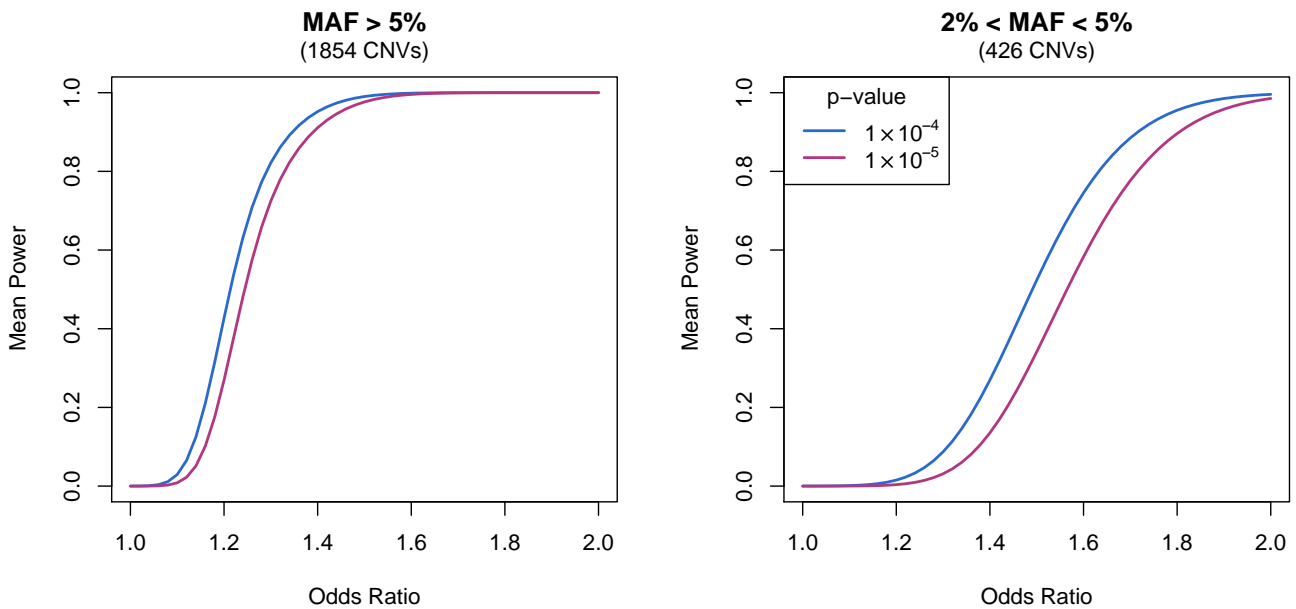 MAF > 5%
(1854 CNVs)
Mean Power
1.0
0.8
0.6
0.4
0.2
0.0
1.0 1.2 1.4 1.6 1.8 2.0
Odds Ratio
2% < MAF < 5%
(426 CNVs)
p−value
1×10⁻⁴
1×10⁻⁵
Mean Power
1.0
0.8
0.6
0.4
0.2
0.0
1.0 1.2 1.4 1.6 1.8 2.0
Odds Ratio